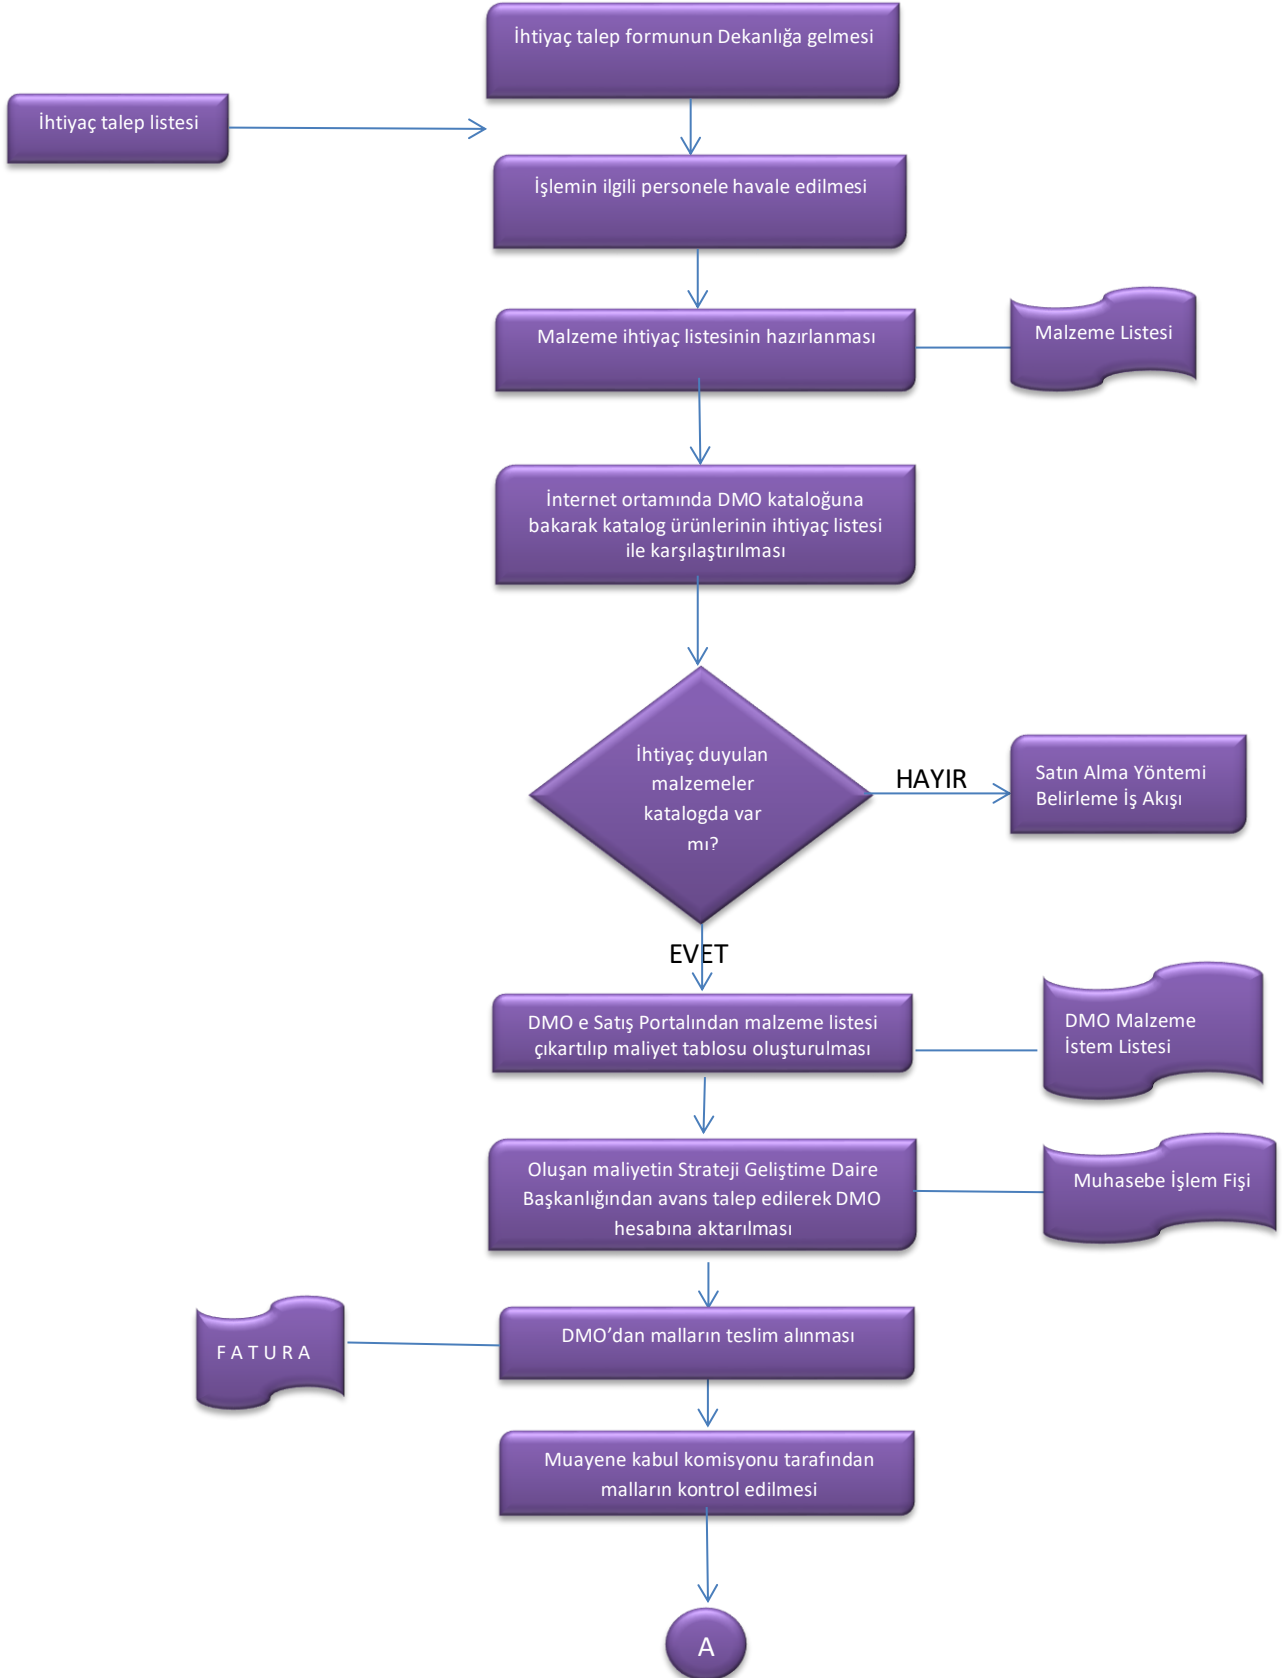 İhtiyaç talep formunun Dekanlığa gelmesi
İhtiyaç talep listesi
İşlemin ilgili personele havale edilmesi
Malzeme ihtiyaç listesinin hazırlanması
Malzeme Listesi
İnternet ortamında DMO kataloğuna
bakarak katalog ürünlerinin ihtiyaç listesi
ile karşılaştırılması
İhtiyaç duyulan
malzemeler
katalogda var
mı?
HAYIR
Satın Alma Yöntemi
Belirleme İş Akışı
EVET
DMO e Satış Portalından malzeme listesi
çıkartılıp maliyet tablosu oluşturulması
DMO Malzeme
İstem Listesi
Oluşan maliyetin Strateji Geliştime Daire
Başkanlığından avans talep edilerek DMO
hesabına aktarılması
Muhasebe İşlem Fişi
F A T U R A
DMO’dan malların teslim alınması
Muayene kabul komisyonu tarafından
malların kontrol edilmesi
A